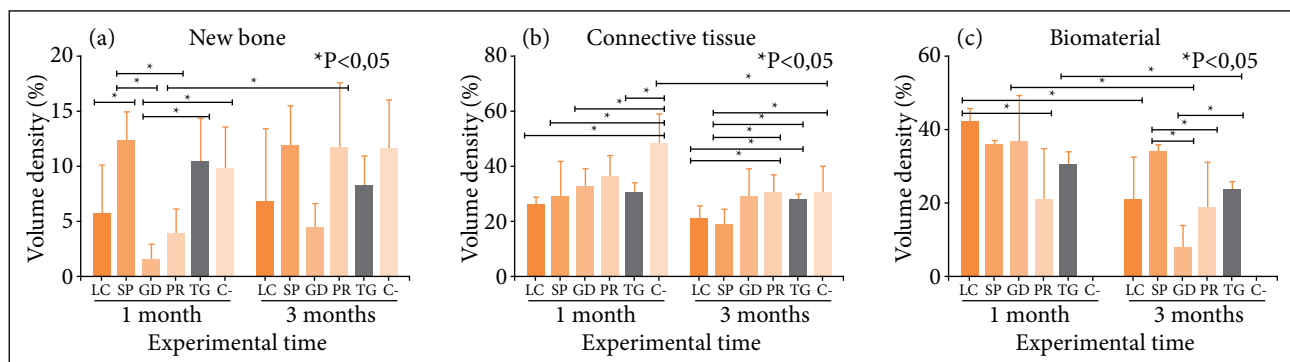 (a) New bone
*P<0,05
Volume density (%)
20
15
10
5
0
* * * * * * *
LC SP GD PR TG C- LC SP GD PR TG C-
1 month 3 months
Experimental time
(b) Connective tissue
*P<0,05
Volume density (%)
80
60
40
20
0
* * * * * * * * *
LC SP GD PR TG C- LC SP GD PR TG C-
1 month 3 months
Experimental time
(c) Biomaterial
*P<0,05
Volume density (%)
60
40
20
0
* * * * * * *
LC SP GD PR TG C- LC SP GD PR TG C-
1 month 3 months
Experimental time